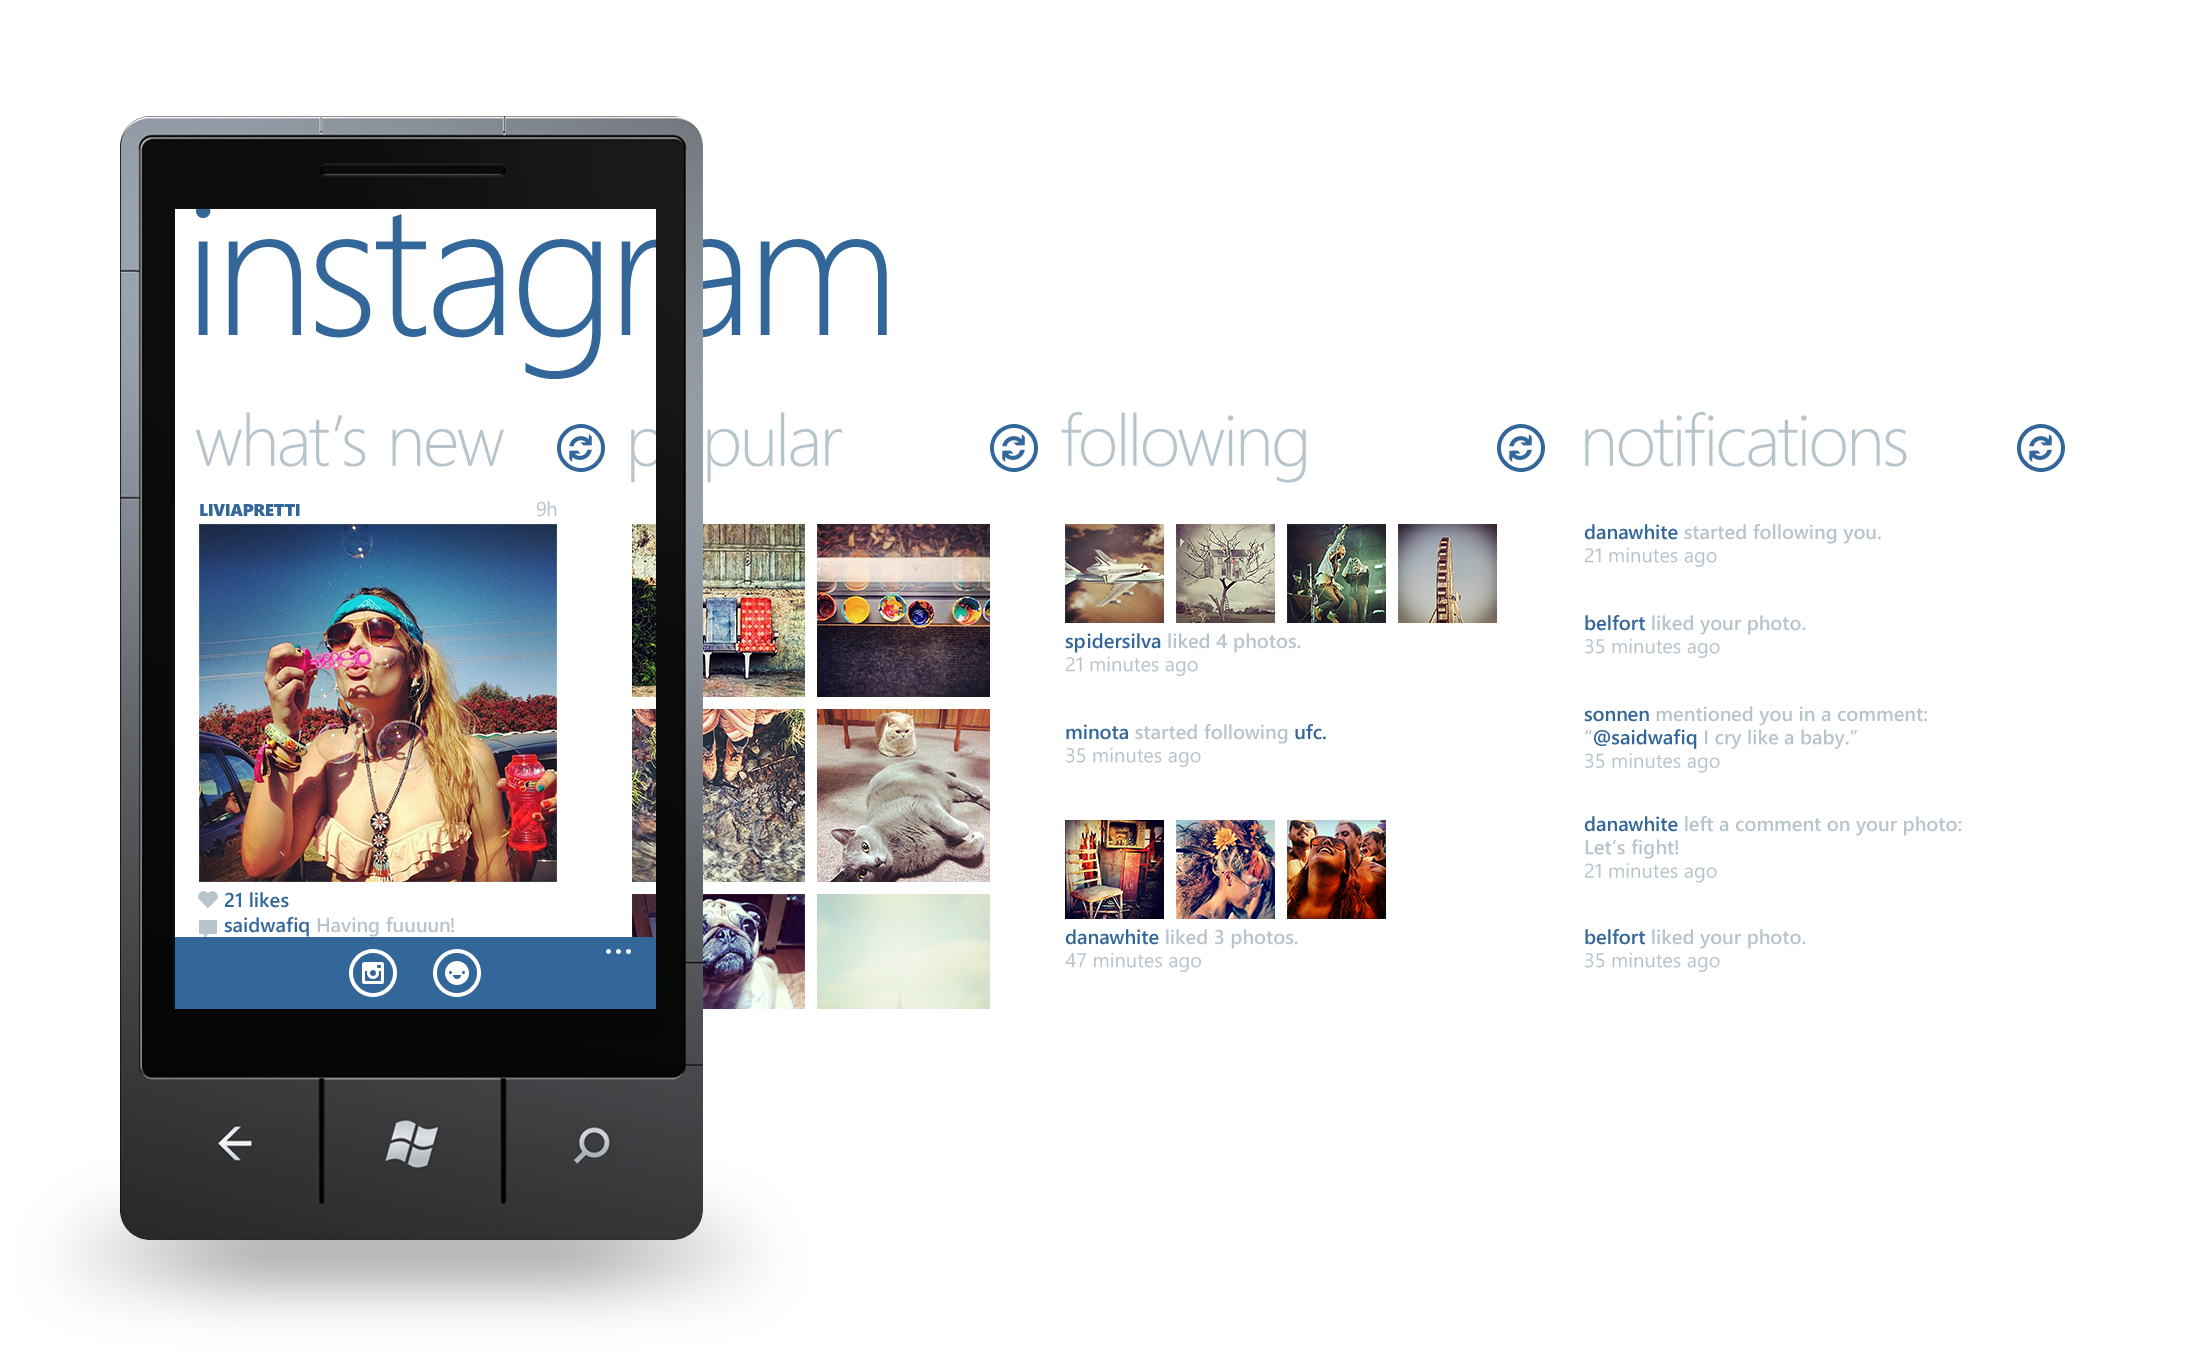 instagram
what's new
LIVIAPRETTI
9h
21 likes
saidwafiq Having fuuuun!
popular
following
spidersilva liked 4 photos.
21 minutes ago
minota started following ufc.
35 minutes ago
danawhite liked 3 photos.
47 minutes ago
notifications
danawhite started following you.
21 minutes ago
belfort liked your photo.
35 minutes ago
sonnen mentioned you in a comment:
“@saidwafiq I cry like a baby.”
35 minutes ago
danawhite left a comment on your photo:
Let's fight!
21 minutes ago
belfort liked your photo.
35 minutes ago